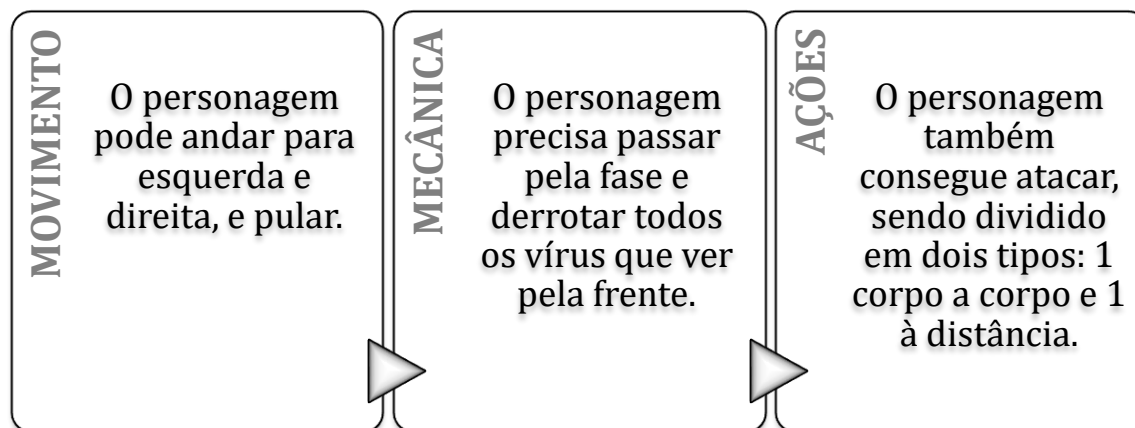 MOVIMENTO
O personagem
pode andar para
esquerda e
direita, e pular.
MECÂNICA
O personagem
precisa passar
pela fase e
derrotar todos
os vírus que ver
pela frente.
AÇÕES
O personagem
também
consegue atacar,
sendo dividido
em dois tipos: 1
corpo a corpo e 1
à distância.